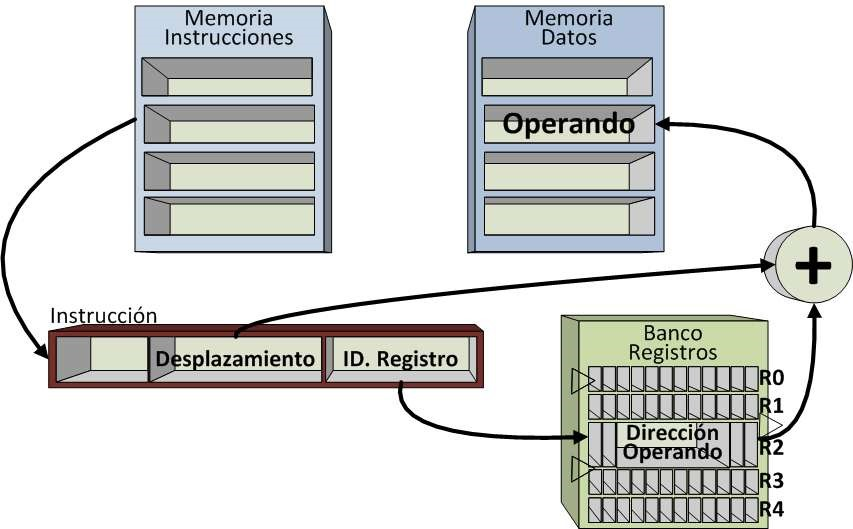 Memoria
Instrucciones
Memoria
Datos
Operando
+
Instrucción
Desplazamiento
ID. Registro
Banco
Registros
R0
R1
Dirección
Operando
R2
R3
R4